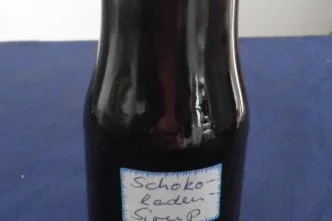 Schoko-
laden-
Sirup